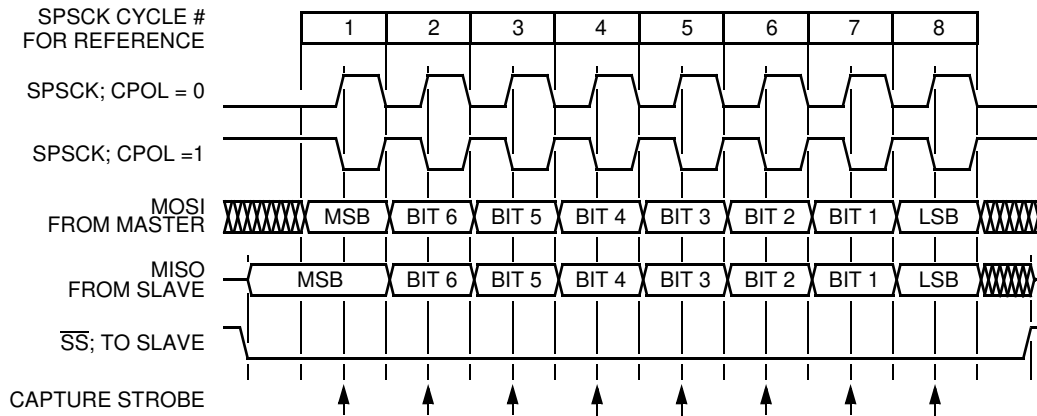 SPSCK CYCLE #
FOR REFERENCE
1 2 3 4 5 6 7 8
SPSCK; CPOL = 0
SPSCK; CPOL =1
MOSI
FROM MASTER
MSB BIT 6 BIT 5 BIT 4 BIT 3 BIT 2 BIT 1 LSB
MISO
FROM SLAVE
MSB BIT 6 BIT 5 BIT 4 BIT 3 BIT 2 BIT 1 LSB
S̅S̅; TO SLAVE
CAPTURE STROBE